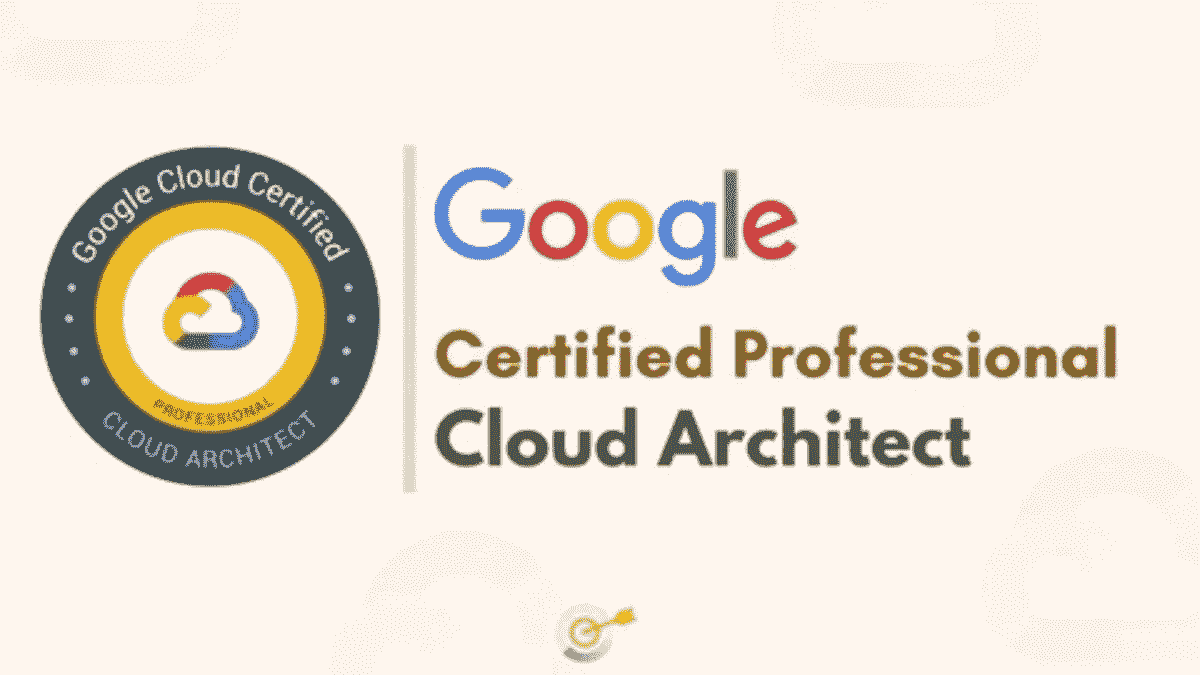 Google Cloud Certified
PROFESSIONAL
CLOUD ARCHITECT
Google
Certified Professional
Cloud Architect